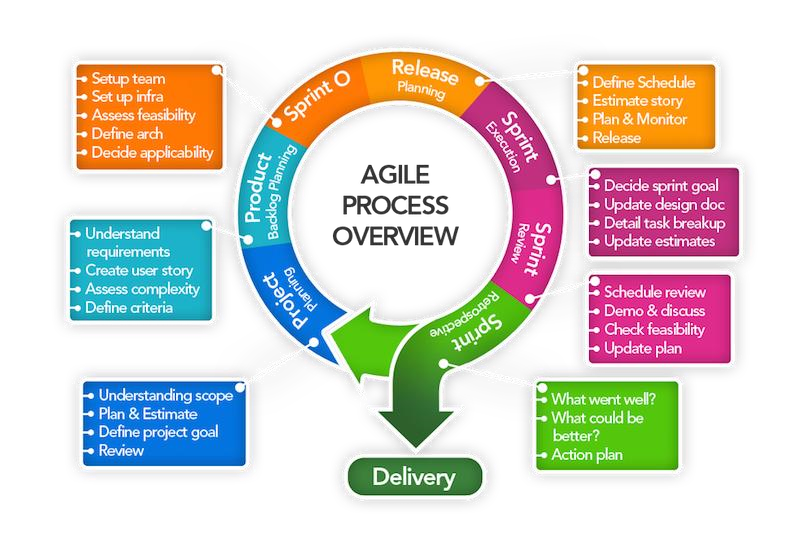 AGILE
PROCESS
OVERVIEW
Project
Planning
Understanding scope
Plan & Estimate
Define project goal
Review
Product
Backlog Planning
Understand
requirements
Create user story
Assess complexity
Define criteria
Sprint O
Setup team
Set up infra
Assess feasibility
Define arch
Decide applicability
Release
Planning
Define Schedule
Estimate story
Plan & Monitor
Release
Sprint
Execution
Decide sprint goal
Update design doc
Detail task breakup
Update estimates
Sprint
Review
Schedule review
Demo & discuss
Check feasibility
Update plan
Sprint
Retrospective
What went well?
What could be
better?
Action plan
Delivery